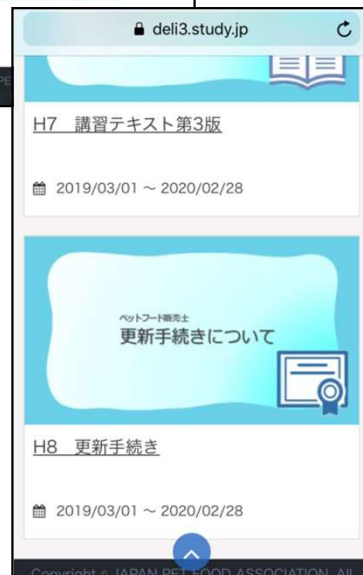 deli3.study.jp
PE
H7 講習テキスト第3版
2019/03/01 ~ 2020/02/28
ペットフード販売士
更新手続きについて
H8 更新手続き
2019/03/01 ~ 2020/02/28
Copyright © JAPAN PET FOOD ASSOCIATION. All